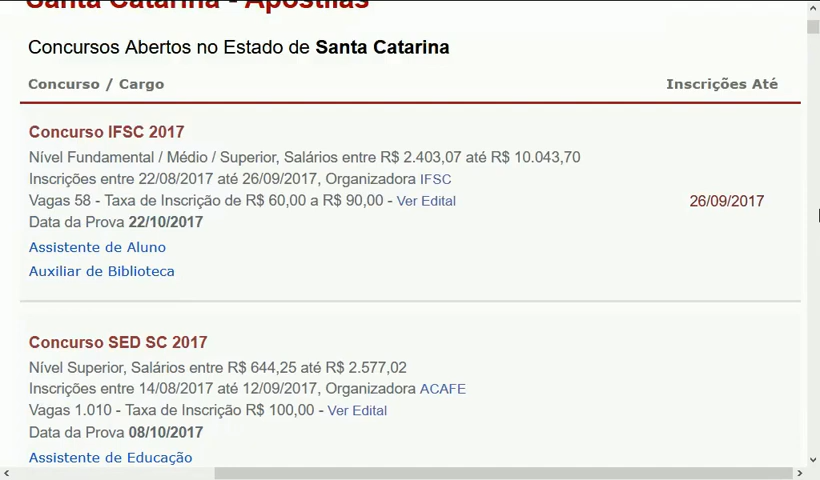 Santa Catarina - Apostilas
Concursos Abertos no Estado de Santa Catarina
Concurso / Cargo Inscrições Até
Concurso IFSC 2017
Nível Fundamental / Médio / Superior, Salários entre R$ 2.403,07 até R$ 10.043,70
Inscrições entre 22/08/2017 até 26/09/2017, Organizadora IFSC
Vagas 58 - Taxa de Inscrição de R$ 60,00 a R$ 90,00 - Ver Edital
26/09/2017
Data da Prova 22/10/2017
Assistente de Aluno
Auxiliar de Biblioteca
Concurso SED SC 2017
Nível Superior, Salários entre R$ 644,25 até R$ 2.577,02
Inscrições entre 14/08/2017 até 12/09/2017, Organizadora ACAFE
Vagas 1.010 - Taxa de Inscrição R$ 100,00 - Ver Edital
Data da Prova 08/10/2017
Assistente de Educação